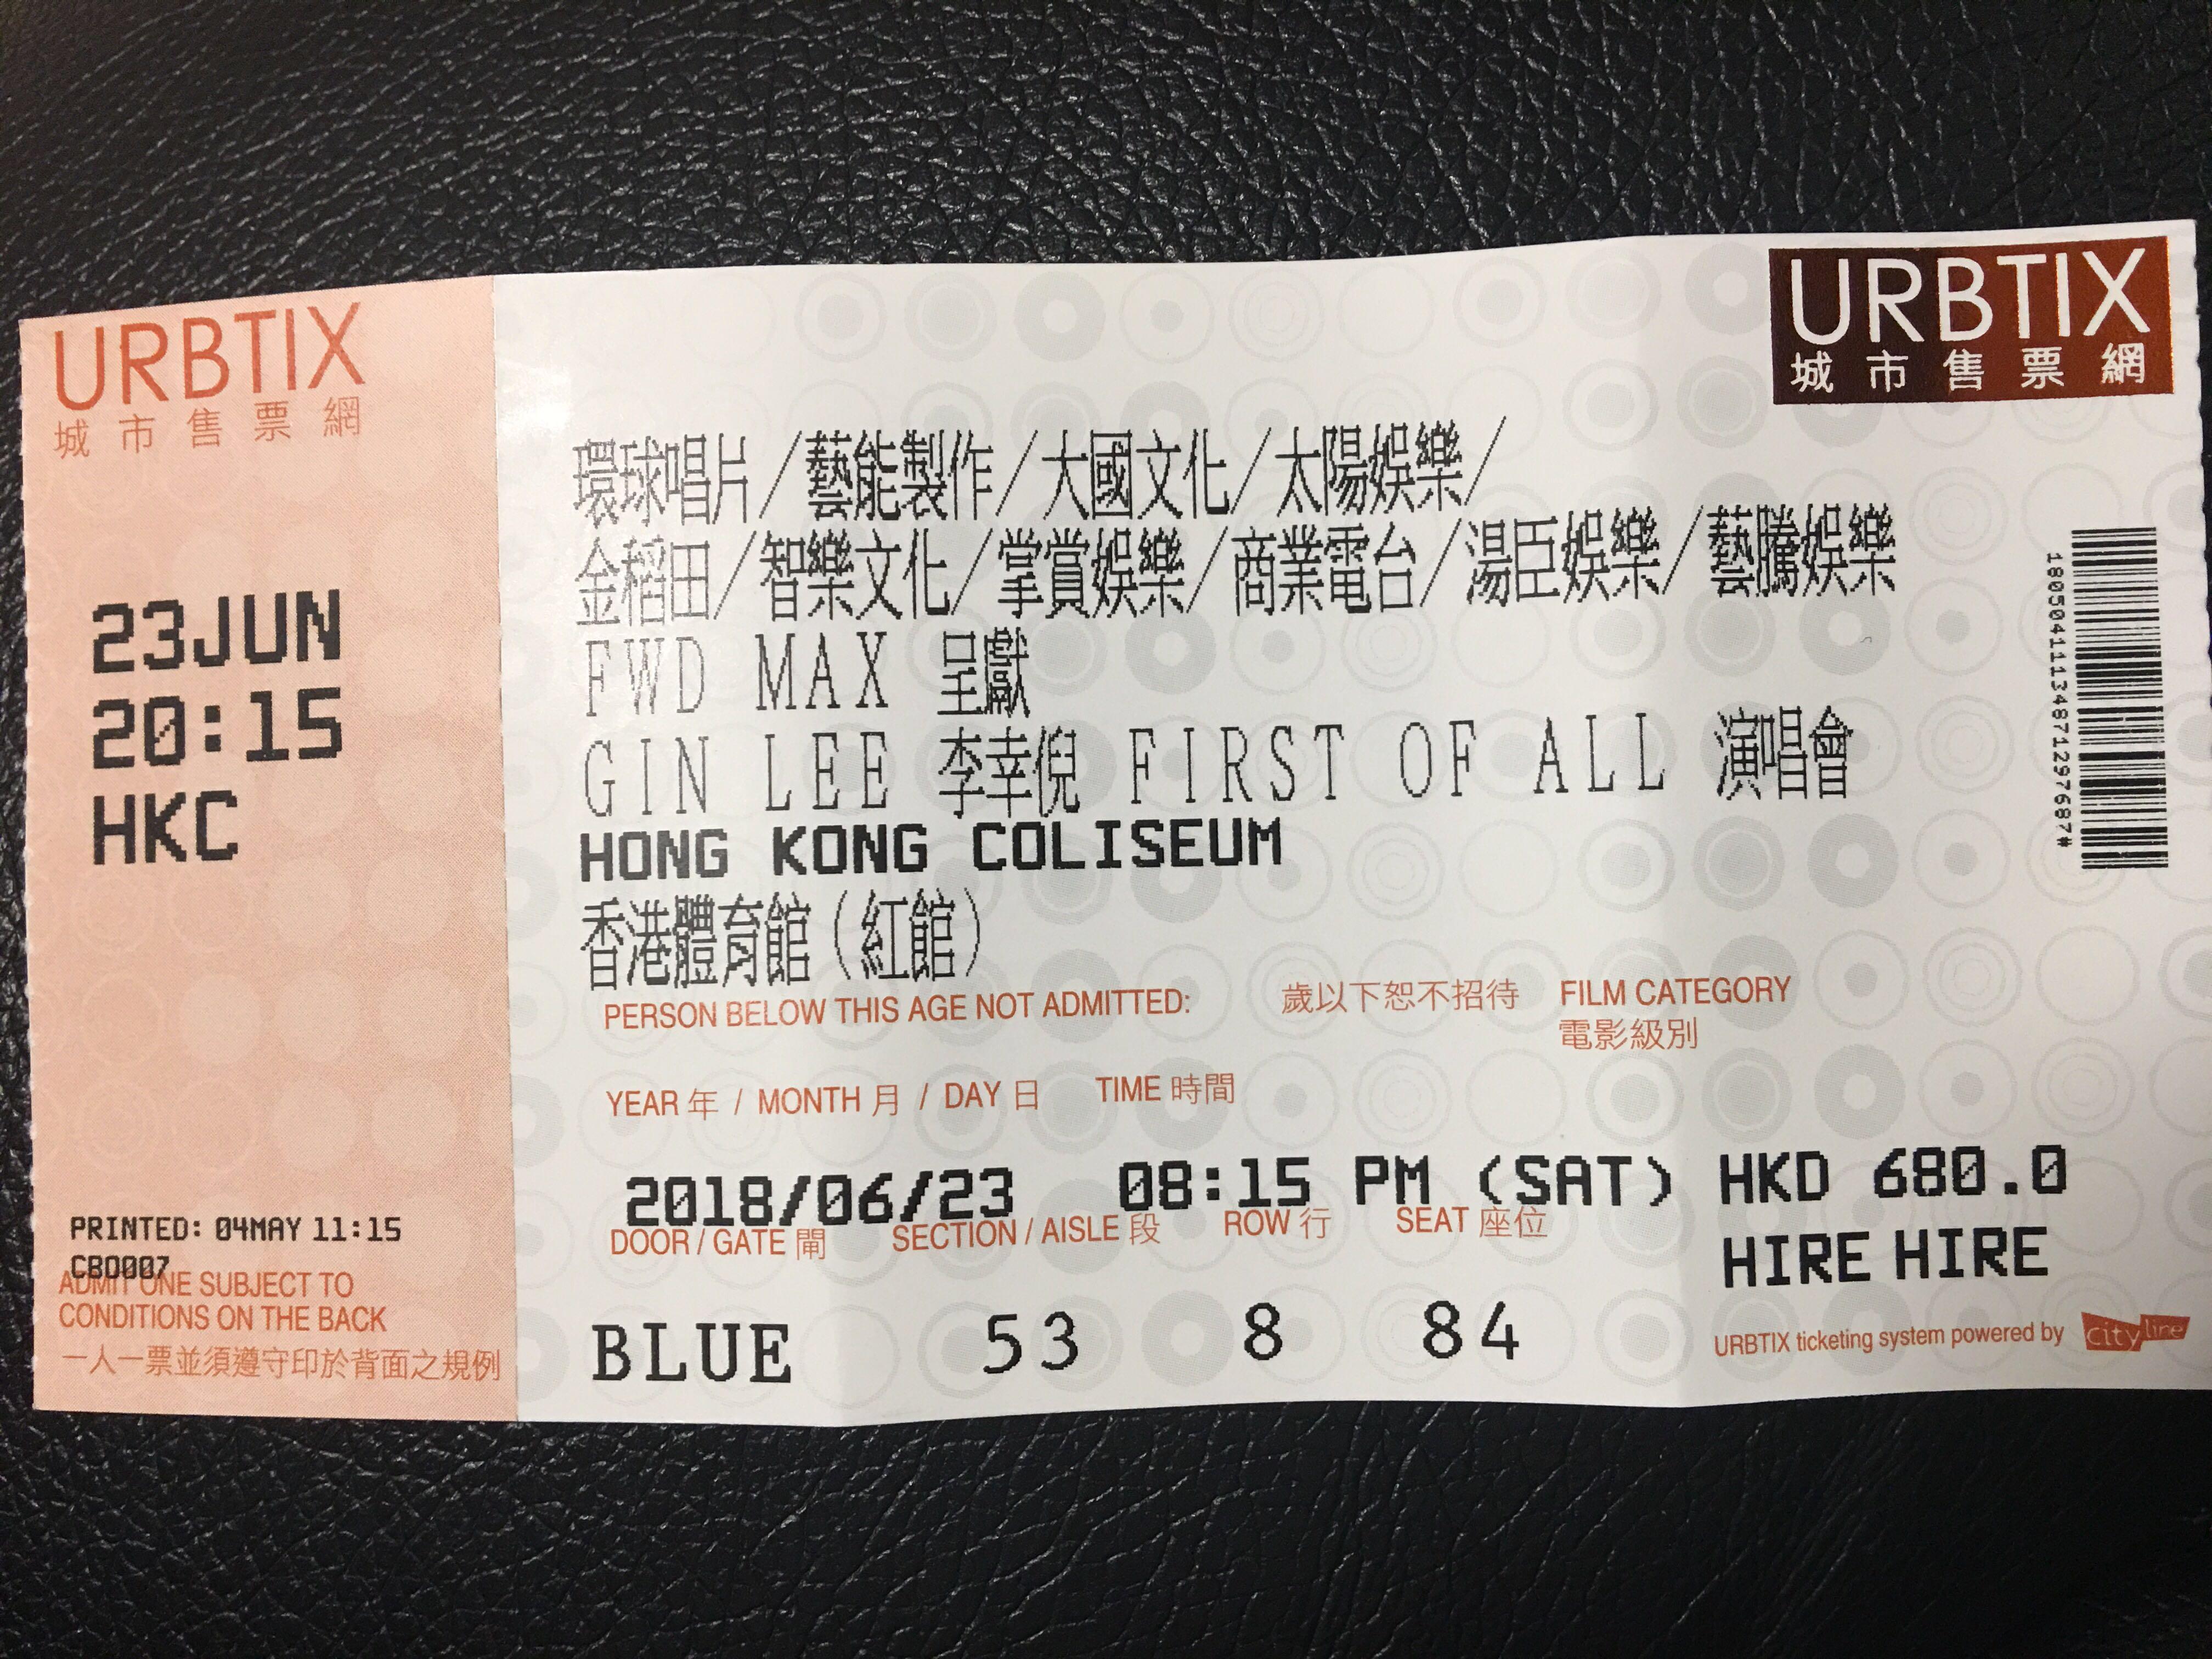 URBTIX
城市售票網
23JUN
20:15
HKC
PRINTED: 04MAY 11:15
CBO007
ADMIT ONE SUBJECT TO
CONDITIONS ON THE BACK
一人一票並須遵守印於背面之規例
URBTIX
城市售票網
環球唱片/藝能製作/大國文化/太陽娛樂/
金稻田/智樂文化/掌賞娛樂/商業電台/湯臣娛樂/藝騰娛樂
FWD MAX 呈獻
GIN LEE 李幸倪 FIRST OF ALL 演唱會
HONG KONG COLISEUM
香港體育館(紅館)
PERSON BELOW THIS AGE NOT ADMITTED: 歲以下恕不招待 FILM CATEGORY
電影級別
YEAR 年 / MONTH 月 / DAY 日 TIME 時間
2018/06/23 08:15 PM (SAT) HKD 680.0
DOOR / GATE 閘 SECTION / AISLE 段 ROW 行 SEAT 座位
HIRE HIRE
BLUE 53 8 84
URBTIX ticketing system powered by cityline
18050411134871297687#